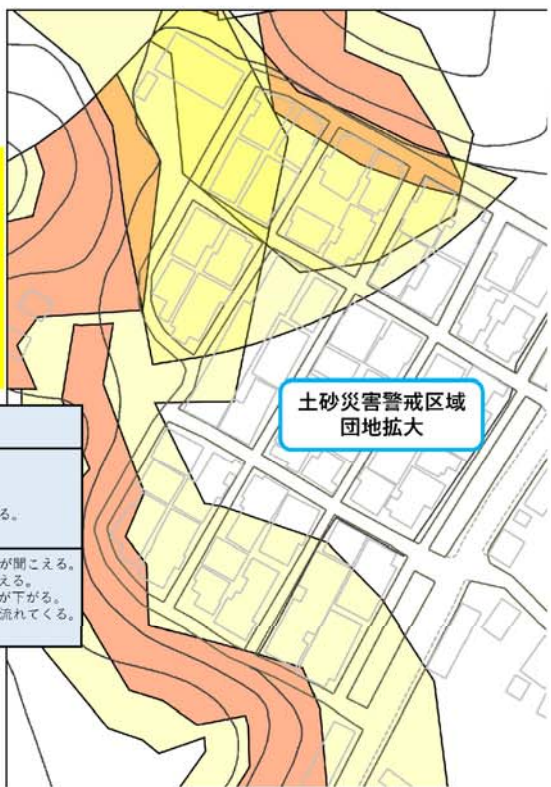 土砂災害警戒区域
団地拡大
る。
が聞こえる。
える。
が下がる。
流れてくる。